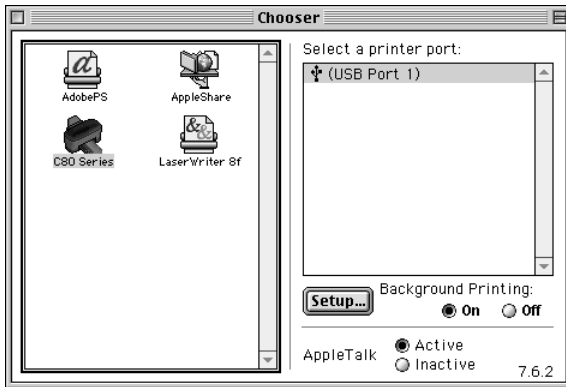 Chooser
AdobePS
AppleShare
C80 Series
LaserWriter 8f
Select a printer port:
(USB Port 1)
Setup...
Background Printing:
On Off
AppleTalk
Active
Inactive
7.6.2